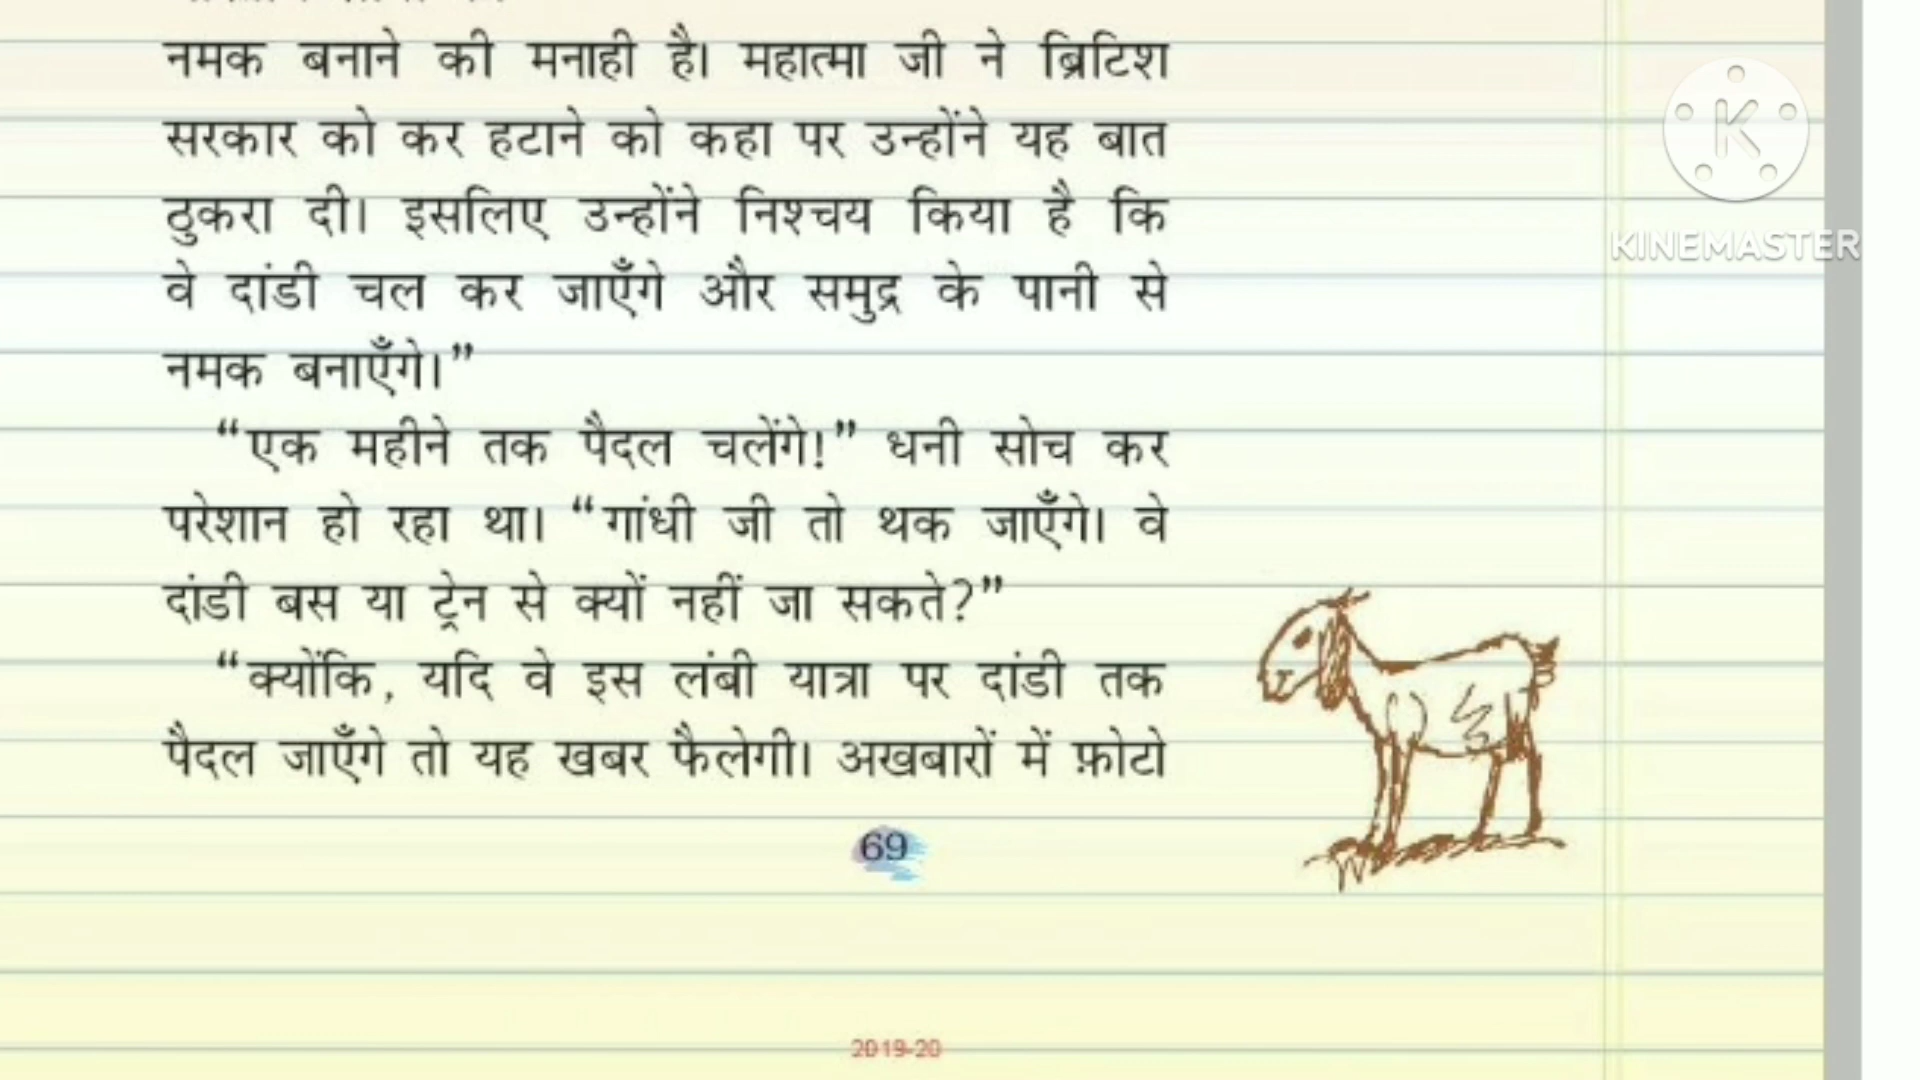 नमक बनाने की मनाही है। महात्मा जी ने ब्रिटिश
सरकार को कर हटाने को कहा पर उन्होंने यह बात
ठुकरा दी। इसलिए उन्होंने निश्चय किया है कि
वे दांडी चल कर जाएँगे और समुद्र के पानी से
नमक बनाएँगे।”
“एक महीने तक पैदल चलेंगे!” धनी सोच कर
परेशान हो रहा था। “गांधी जी तो थक जाएँगे। वे
दांडी बस या ट्रेन से क्यों नहीं जा सकते?”
“क्योंकि, यदि वे इस लंबी यात्रा पर दांडी तक
पैदल जाएँगे तो यह खबर फैलेगी। अखबारों में फ़ोटो
69
2019-20
K
KINEMASTER